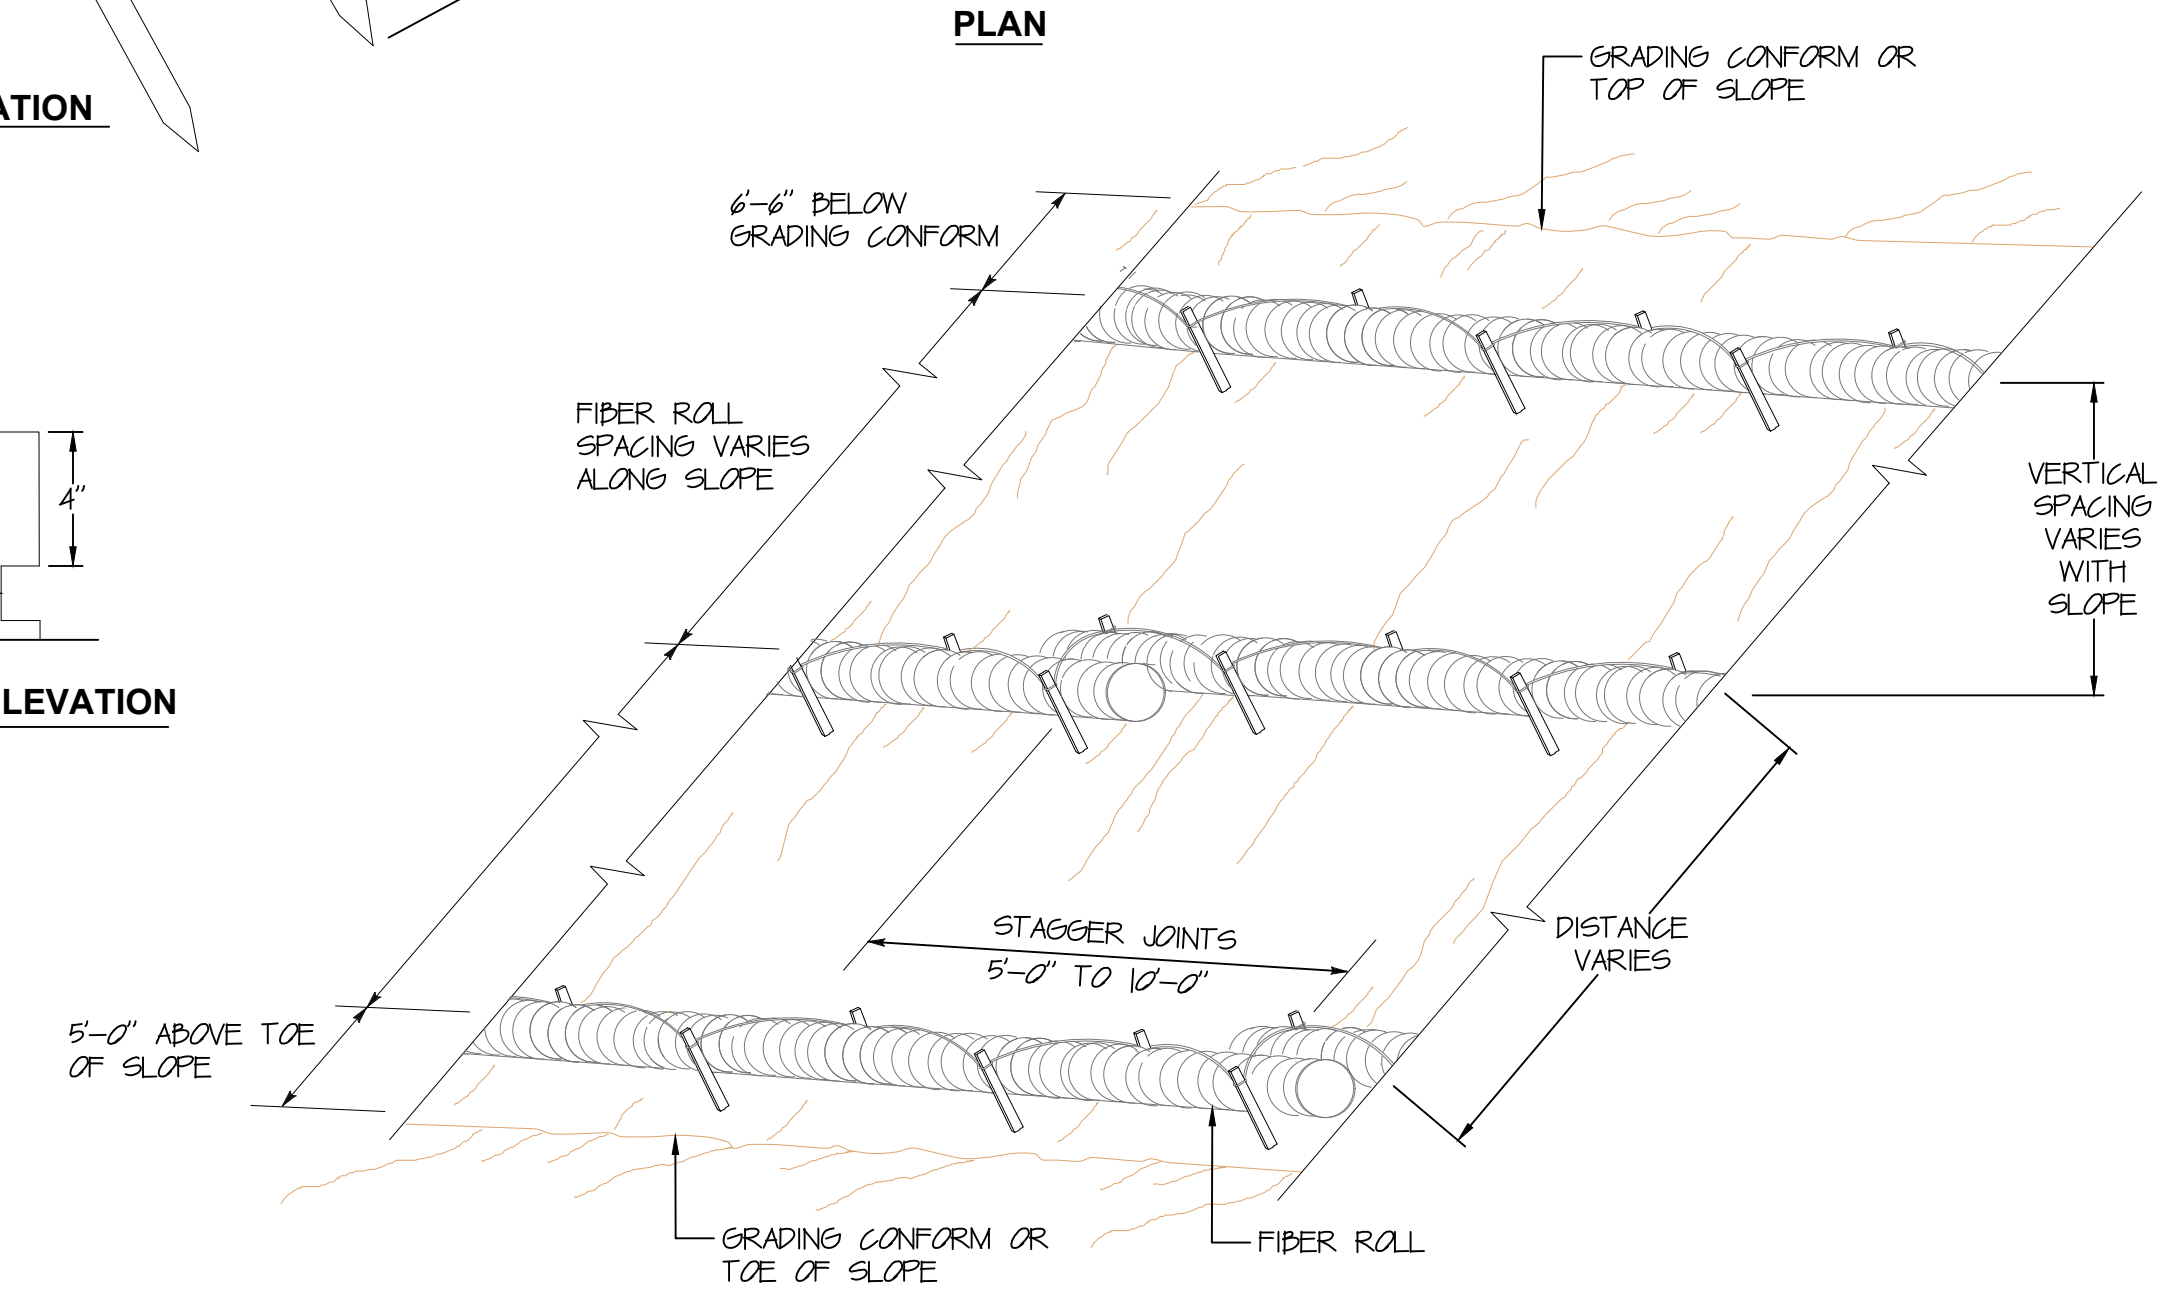 PLAN
GRADING CONFORM OR
TOP OF SLOPE
ATION
6'-6" BELOW
GRADING CONFORM
FIBER ROLL
SPACING VARIES
ALONG SLOPE
4"
VERTICAL
SPACING
VARIES
WITH
SLOPE
LEVATION
STAGGER JOINTS
5'-0" TO 10'-0"
DISTANCE
VARIES
5'-0" ABOVE TOE
OF SLOPE
GRADING CONFORM OR
TOE OF SLOPE
FIBER ROLL